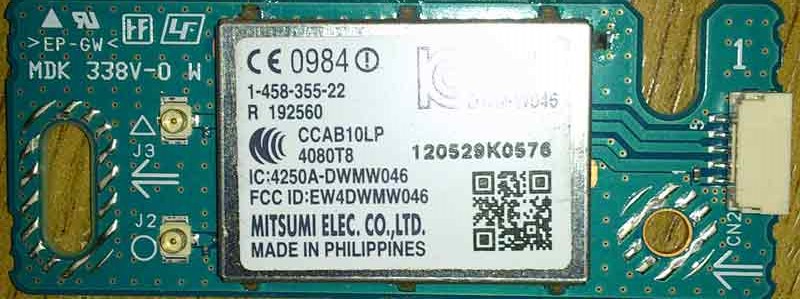 >EP-GW<
MDK 338V-0 W
J3
J2
CE 0984
1-458-355-22
R 192560
CCAB10LP
4080T8
IC:4250A-DWMW046
FCC ID:EW4DWMW046
MITSUMI ELEC. CO.,LTD.
MADE IN PHILIPPINES
120529K0576
1
CN2